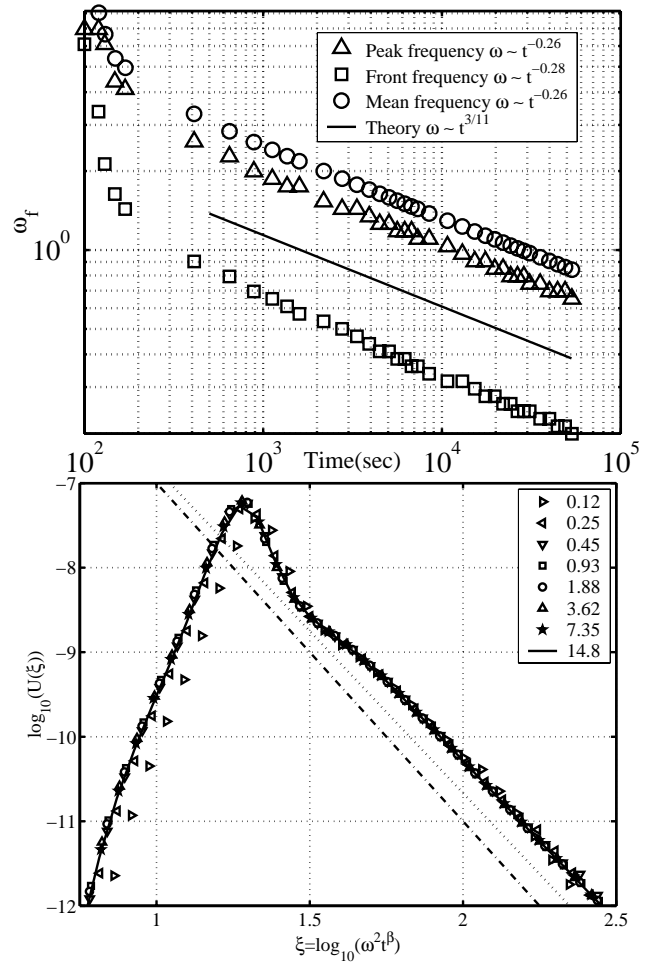 Peak frequency ω ~ t^-0.26
Front frequency ω ~ t^-0.28
Mean frequency ω ~ t^-0.26
Theory ω ~ t^3/11
ω_f
10^0
10^2
10^3
Time(sec)
10^4
10^5
-7
-8
-9
-10
-11
-12
log_10(U(ξ))
0.12
0.25
0.45
0.93
1.88
3.62
7.35
14.8
1
1.5
2
2.5
ξ=log_10(ω^2t^β)